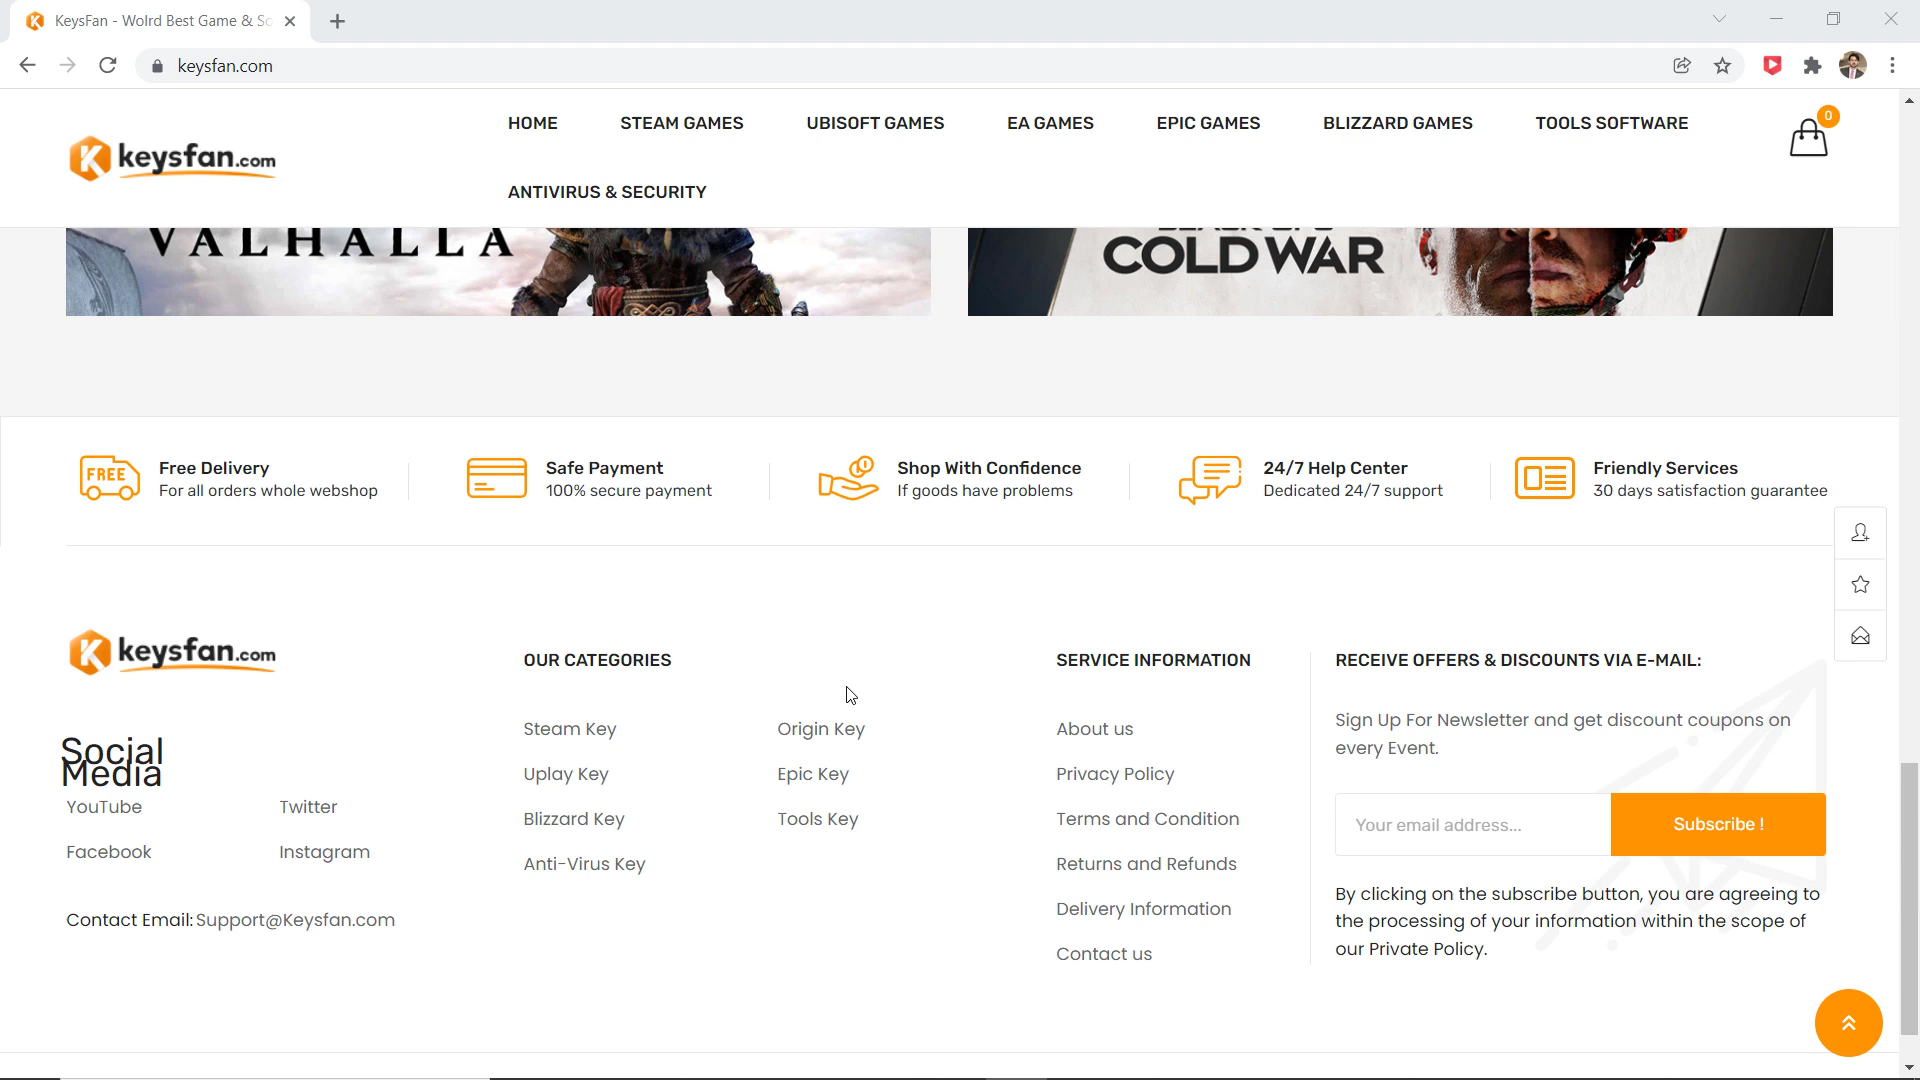 KeysFan - Wolrd Best Game & So
keysfan.com
keysfan.com
HOME STEAM GAMES UBISOFT GAMES EA GAMES EPIC GAMES BLIZZARD GAMES TOOLS SOFTWARE
0
ANTIVIRUS & SECURITY
VALHALLA
COLD WAR
FREE
Free Delivery
For all orders whole webshop
Safe Payment
100% secure payment
Shop With Confidence
If goods have problems
24/7 Help Center
Dedicated 24/7 support
Friendly Services
30 days satisfaction guarantee
keysfan.com
Social
Media
YouTube Twitter
Facebook Instagram
Contact Email: Support@Keysfan.com
OUR CATEGORIES
Steam Key Origin Key
Uplay Key Epic Key
Blizzard Key Tools Key
Anti-Virus Key
SERVICE INFORMATION
About us
Privacy Policy
Terms and Condition
Returns and Refunds
Delivery Information
Contact us
RECEIVE OFFERS & DISCOUNTS VIA E-MAIL:
Sign Up For Newsletter and get discount coupons on
every Event.
Your email address...
Subscribe !
By clicking on the subscribe button, you are agreeing to
the processing of your information within the scope of
our Private Policy.